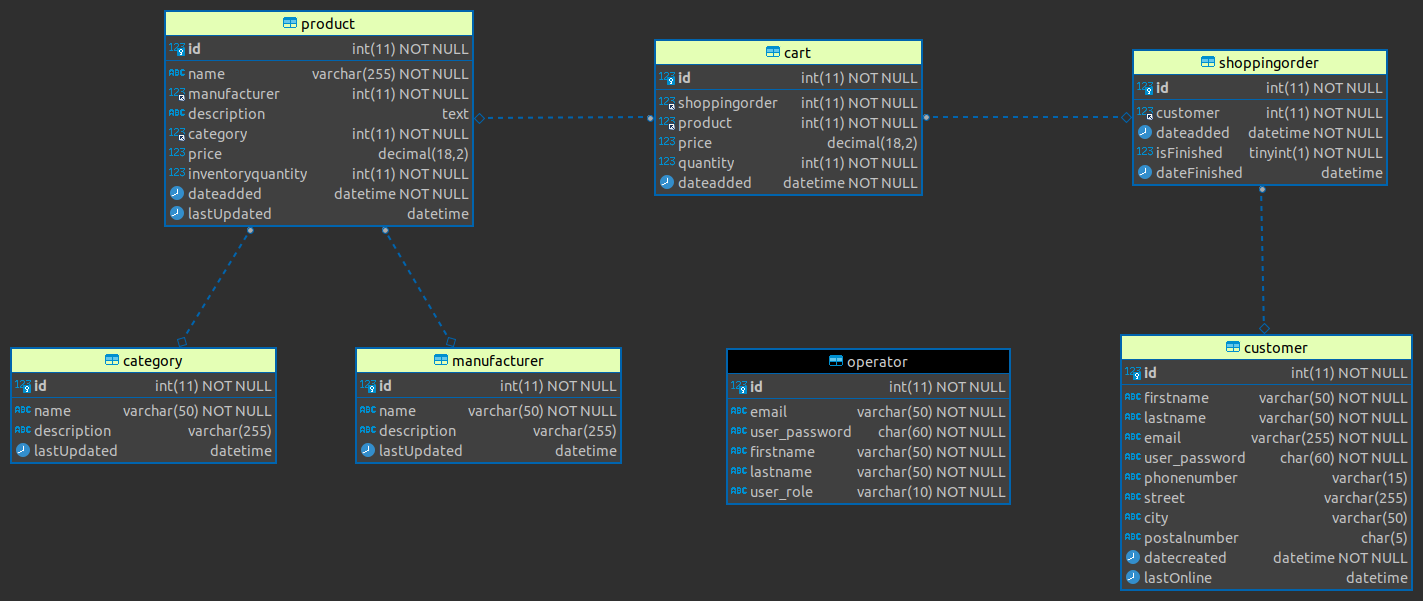 product
id int(11) NOT NULL
name varchar(255) NOT NULL
manufacturer int(11) NOT NULL
description text
category int(11) NOT NULL
price decimal(18,2)
inventoryquantity int(11) NOT NULL
dateadded datetime NOT NULL
lastUpdated datetime
cart
id int(11) NOT NULL
shoppingorder int(11) NOT NULL
product int(11) NOT NULL
price decimal(18,2)
quantity int(11) NOT NULL
dateadded datetime NOT NULL
shoppingorder
id int(11) NOT NULL
customer int(11) NOT NULL
dateadded datetime NOT NULL
isFinished tinyint(1) NOT NULL
dateFinished datetime
category
id int(11) NOT NULL
name varchar(50) NOT NULL
description varchar(255)
lastUpdated datetime
manufacturer
id int(11) NOT NULL
name varchar(50) NOT NULL
description varchar(255)
lastUpdated datetime
operator
id int(11) NOT NULL
email varchar(50) NOT NULL
user_password char(60) NOT NULL
firstname varchar(50) NOT NULL
lastname varchar(50) NOT NULL
user_role varchar(10) NOT NULL
customer
id int(11) NOT NULL
firstname varchar(50) NOT NULL
lastname varchar(50) NOT NULL
email varchar(255) NOT NULL
user_password char(60) NOT NULL
phonenumber varchar(15)
street varchar(255)
city varchar(50)
postalnumber char(5)
datecreated datetime NOT NULL
lastOnline datetime